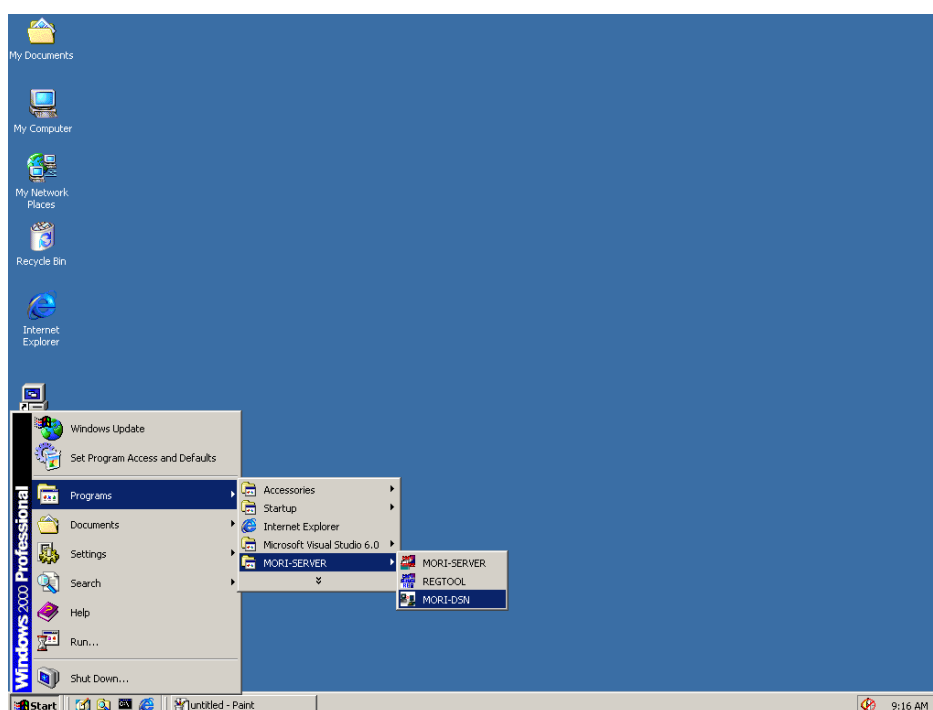 My Documents
My Computer
My Network
Places
Recycle Bin
Internet
Explorer
Windows 2000 Professional
Windows Update
Set Program Access and Defaults
Programs
Documents
Settings
Search
Help
Run...
Shut Down...
Accessories
Startup
Internet Explorer
Microsoft Visual Studio 6.0
MORI-SERVER
MORI-SERVER
REGTOOL
MORI-DSN
Start
untitled - Paint
9:16 AM